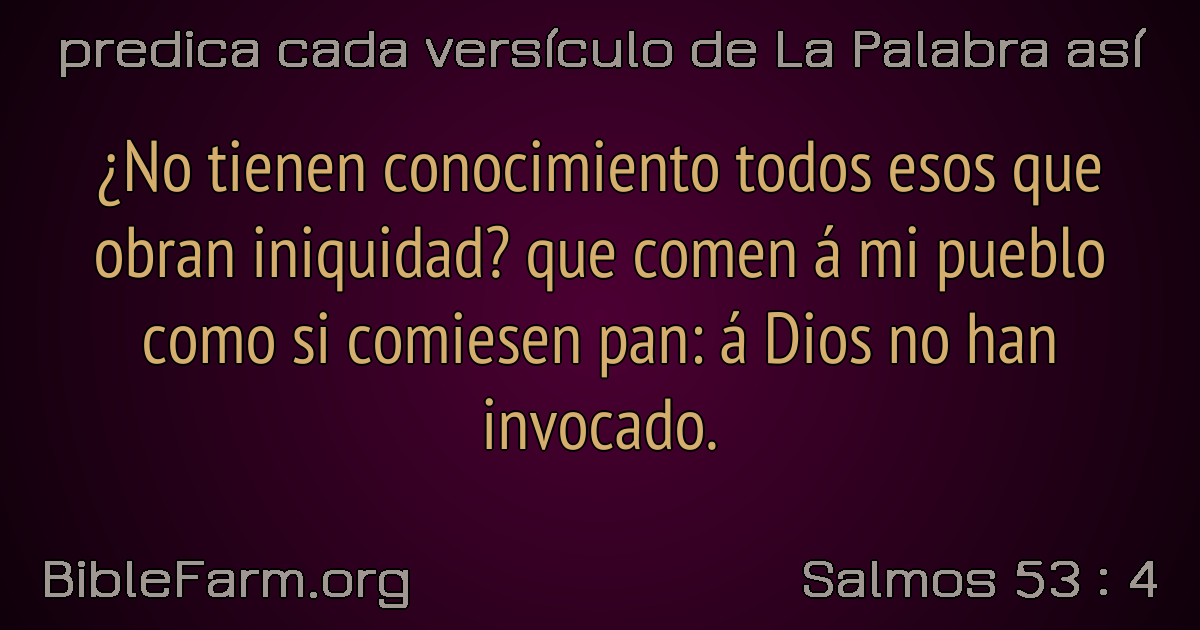 predica cada versículo de La Palabra así
¿No tienen conocimiento todos esos que
obran iniquidad? que comen á mi pueblo
como si comiesen pan: á Dios no han
invocado.
BibleFarm.org
Salmos 53 : 4